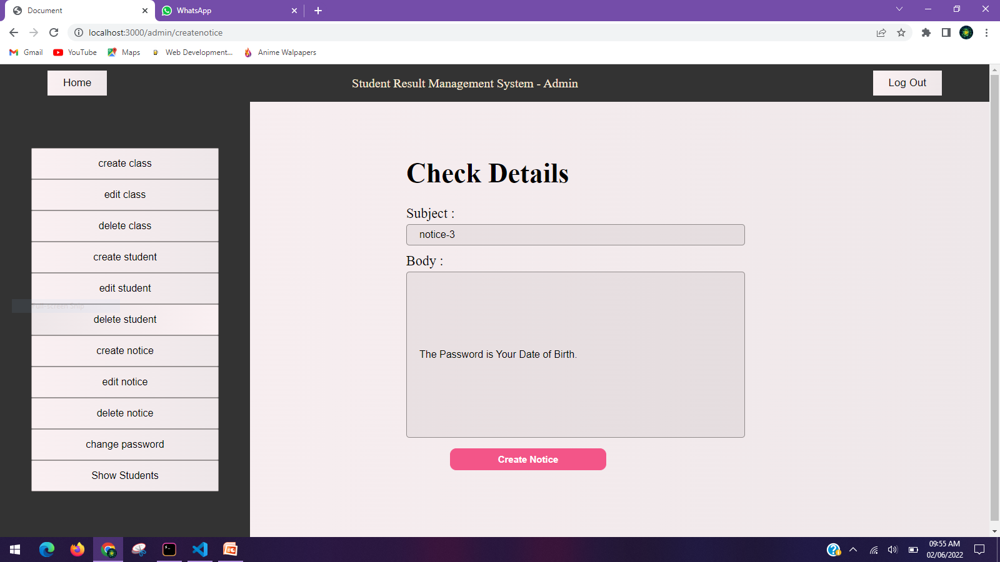 Document
WhatsApp
localhost:3000/admin/createnotice
Gmail
YouTube
Maps
Web Development...
Anime Walpapers
Home
Student Result Management System - Admin
Log Out
create class
edit class
delete class
create student
edit student
Full-screen Snip
delete student
create notice
edit notice
delete notice
change password
Show Students
Check Details
Subject :
notice-3
Body :
The Password is Your Date of Birth.
Create Notice
09:55 AM
02/06/2022